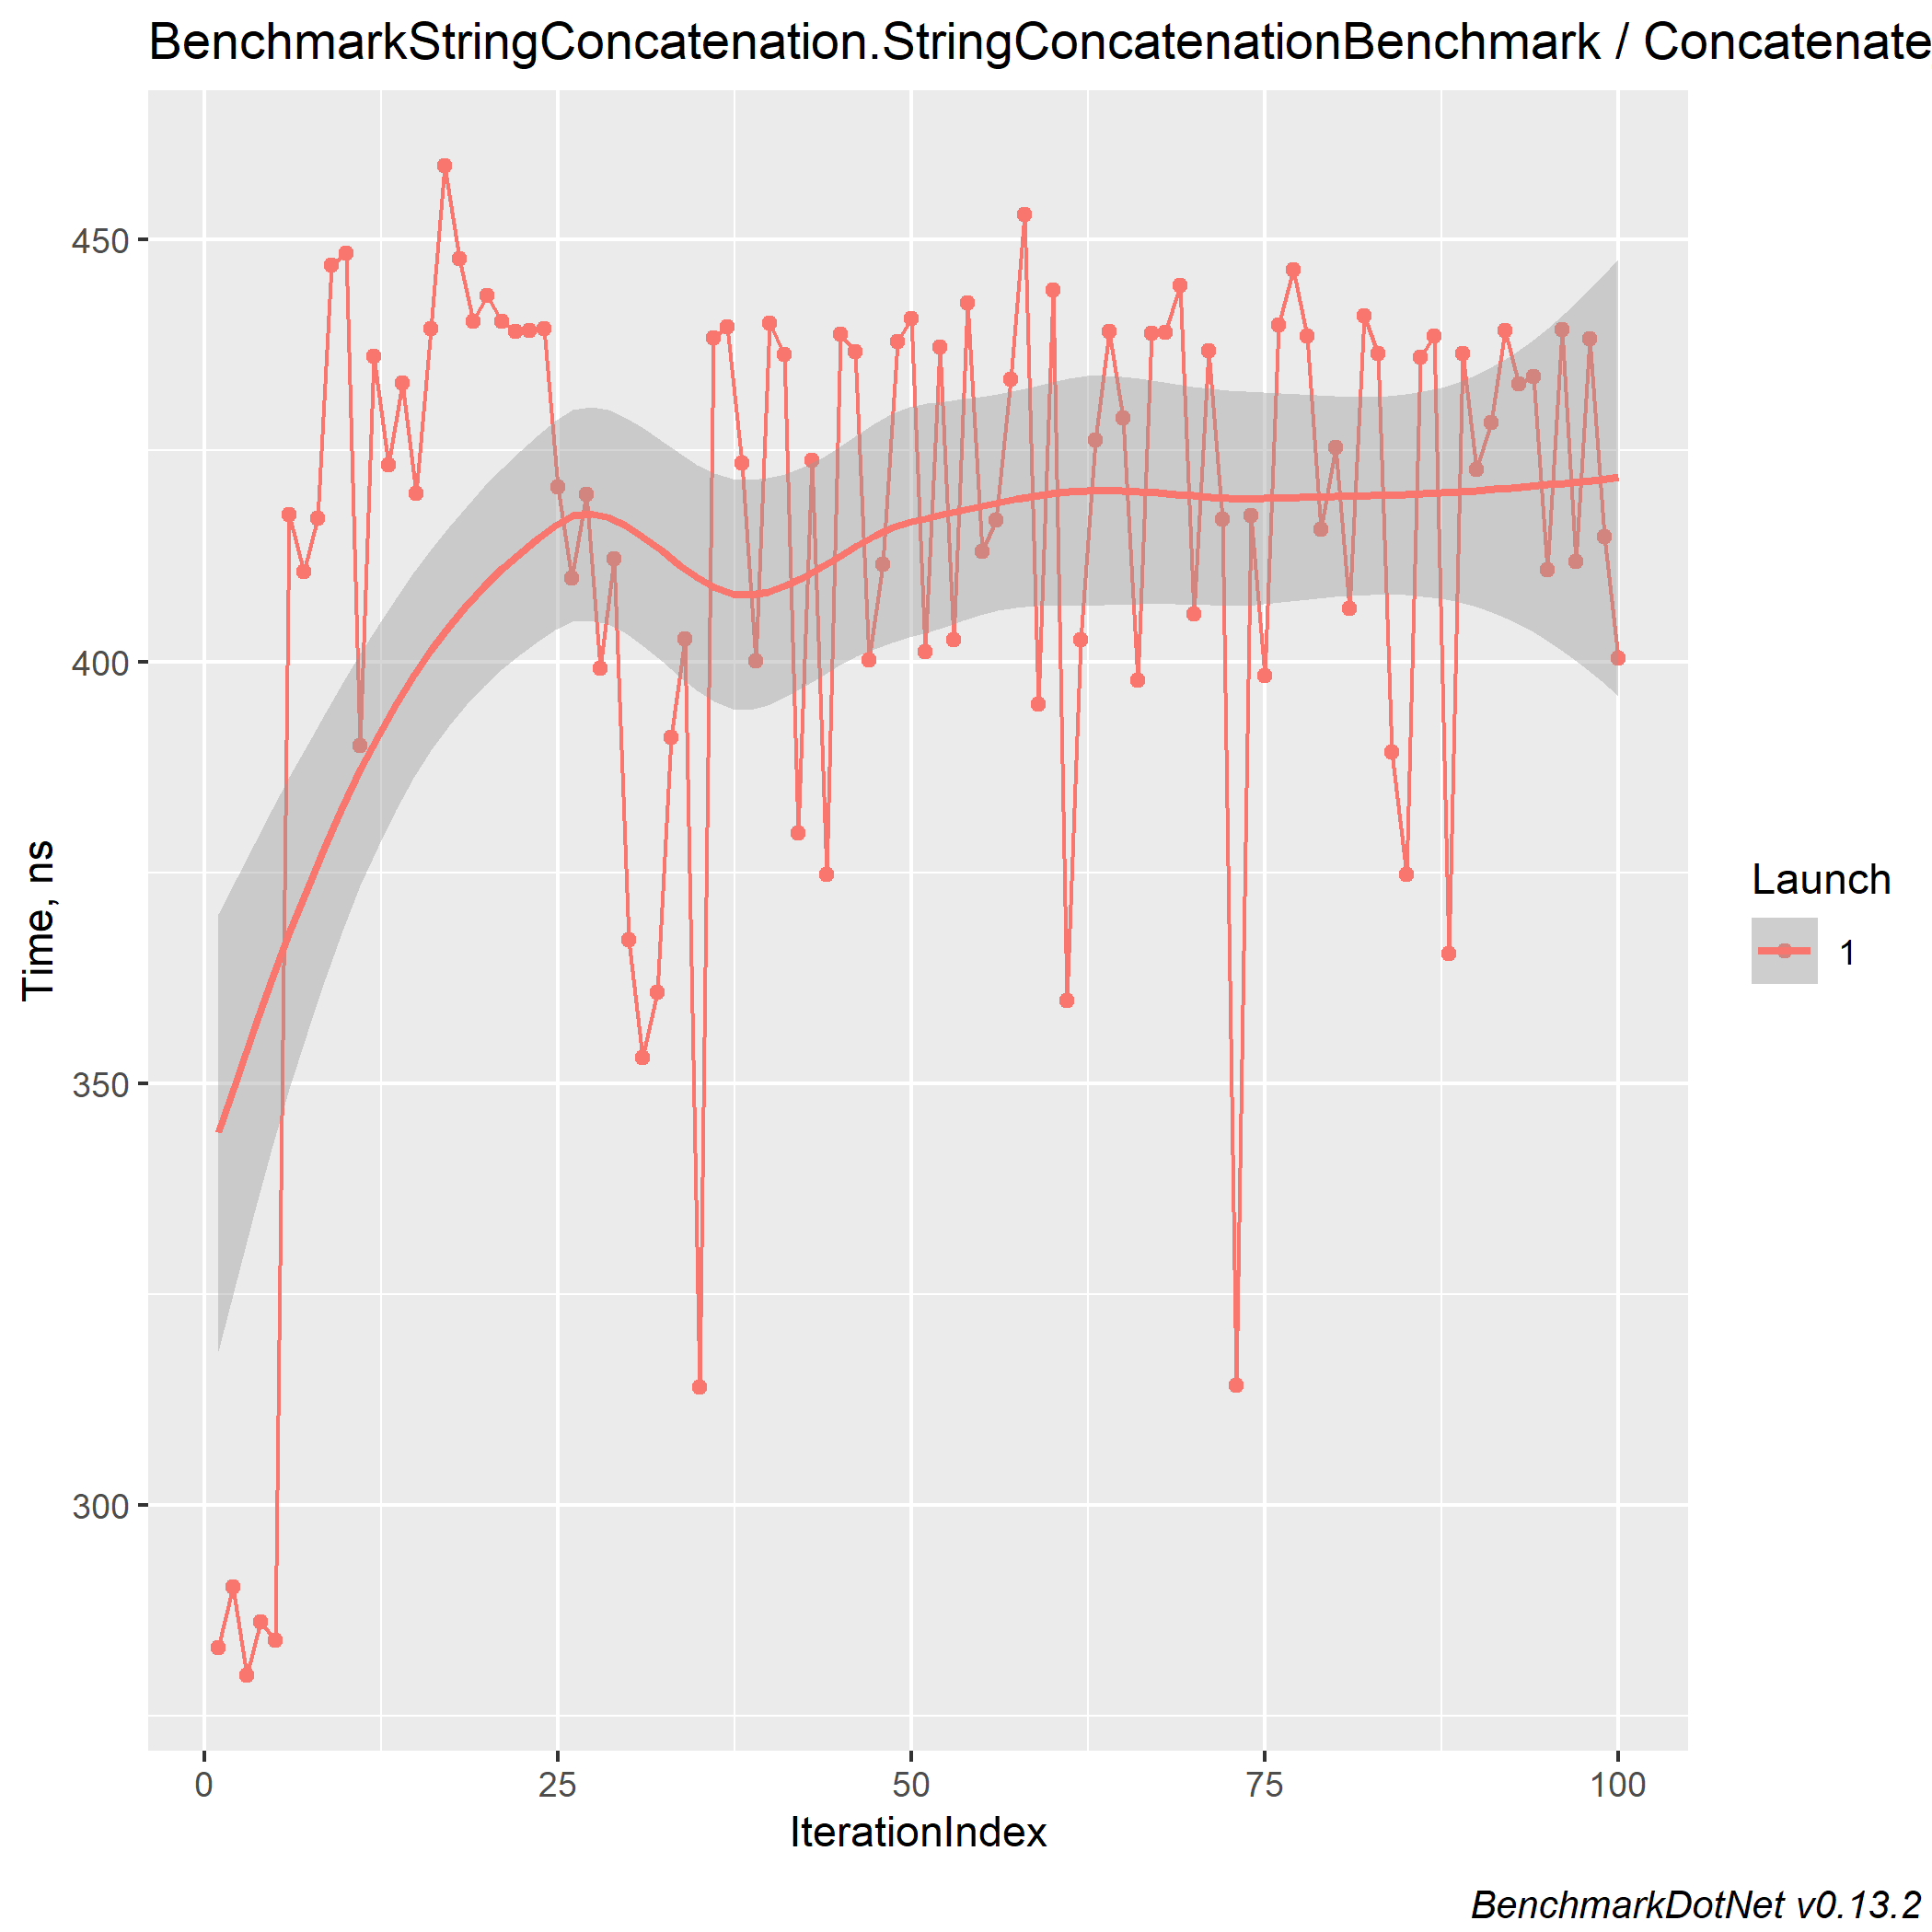 BenchmarkStringConcatenation.StringConcatenationBenchmark / Concatenate
450
400
350
300
Time, ns
0 25 50 75 100
IterationIndex
Launch
1
BenchmarkDotNet v0.13.2